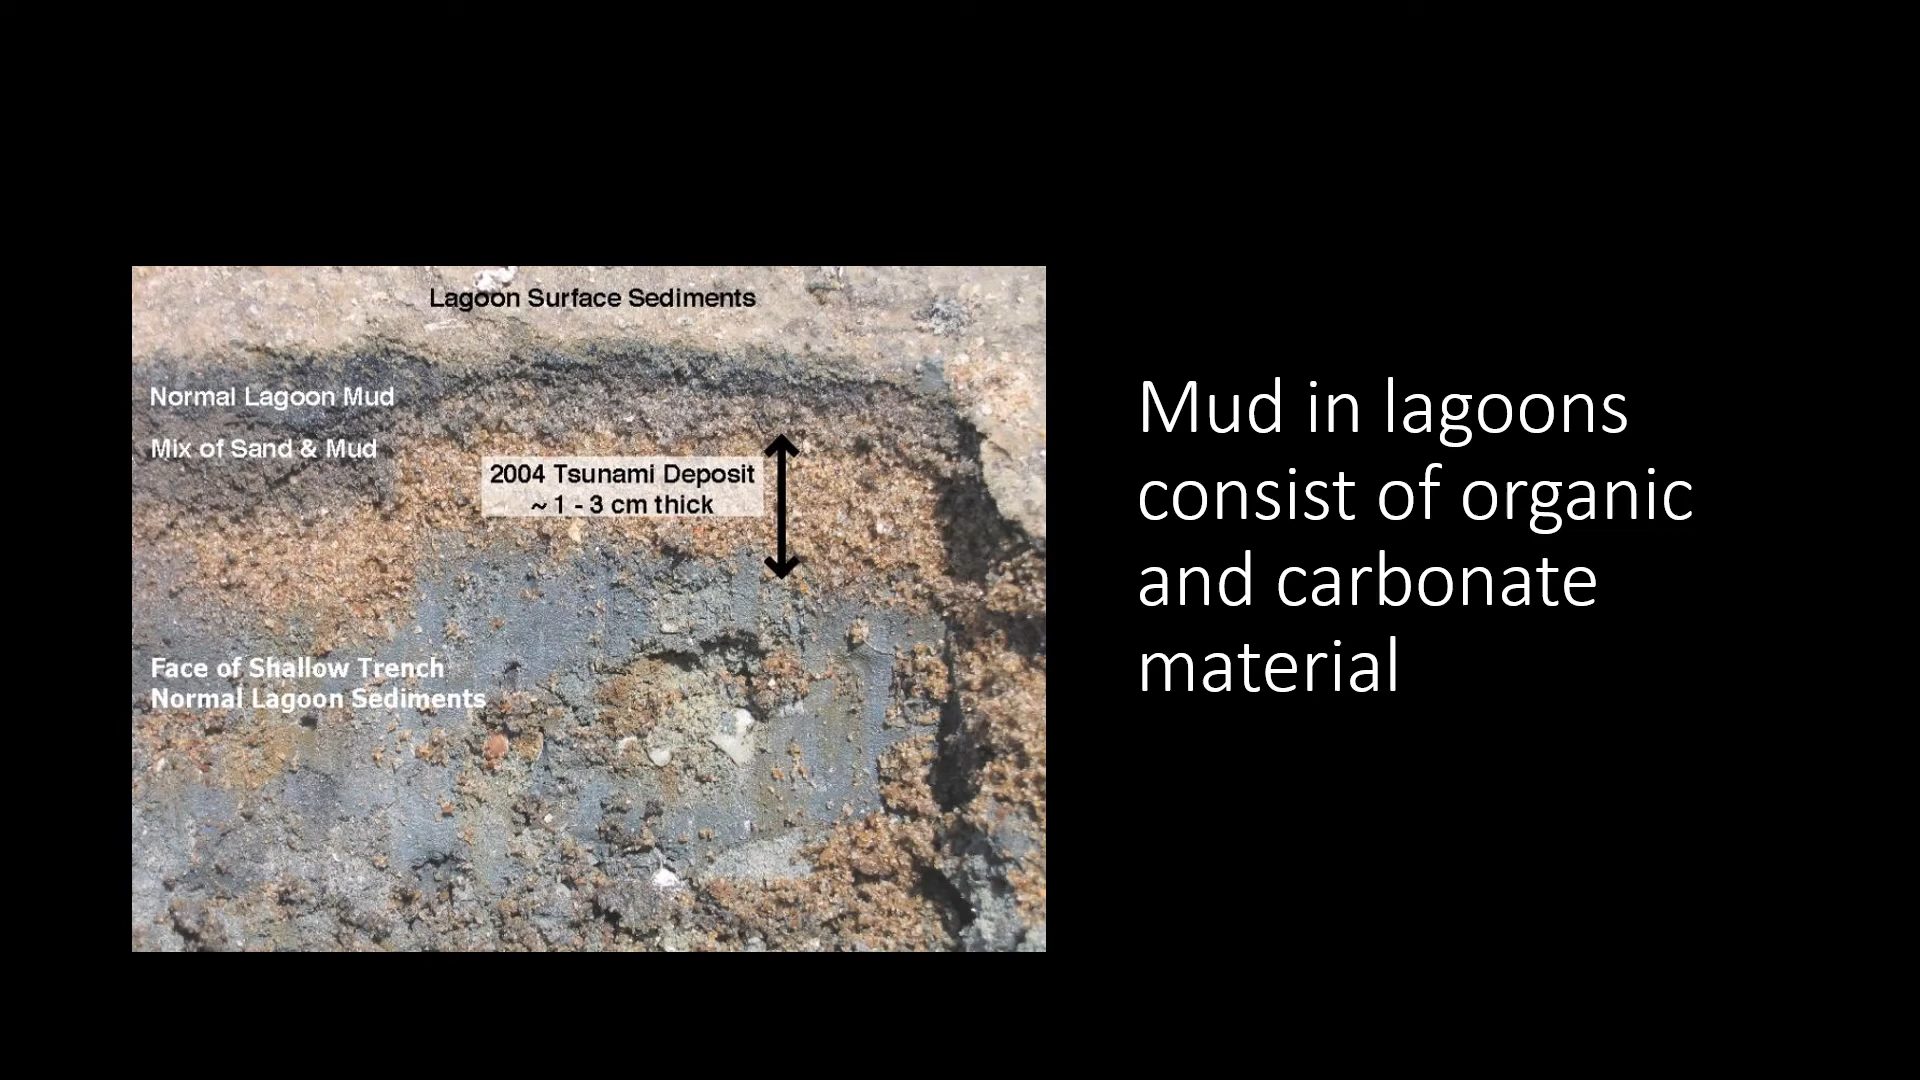 Lagoon Surface Sediments
Normal Lagoon Mud
Mix of Sand & Mud
2004 Tsunami Deposit
~ 1 - 3 cm thick
Face of Shallow Trench
Normal Lagoon Sediments
Mud in lagoons
consist of organic
and carbonate
material